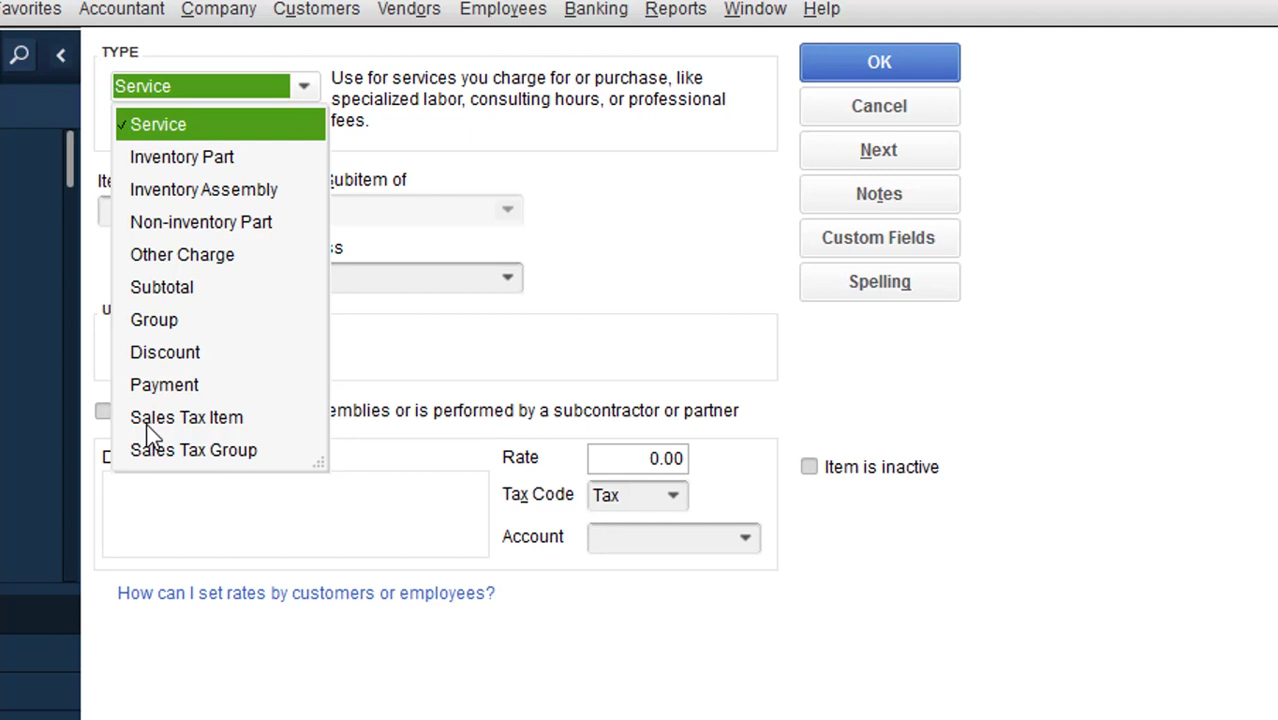 Accountant Company Customers Vendors Employees Banking Reports Window Help
TYPE
Service
Use for services you charge for or purchase, like
specialized labor, consulting hours, or professional
fees.
Service
Inventory Part
Inventory Assembly
Non-inventory Part
Other Charge
Subtotal
Group
Discount
Payment
Sales Tax Item
Sales Tax Group
Subitem of
or is performed by a subcontractor or partner
Rate
0.00
Tax Code
Tax
Account
How can I set rates by customers or employees?
OK
Cancel
Next
Notes
Custom Fields
Spelling
Item is inactive